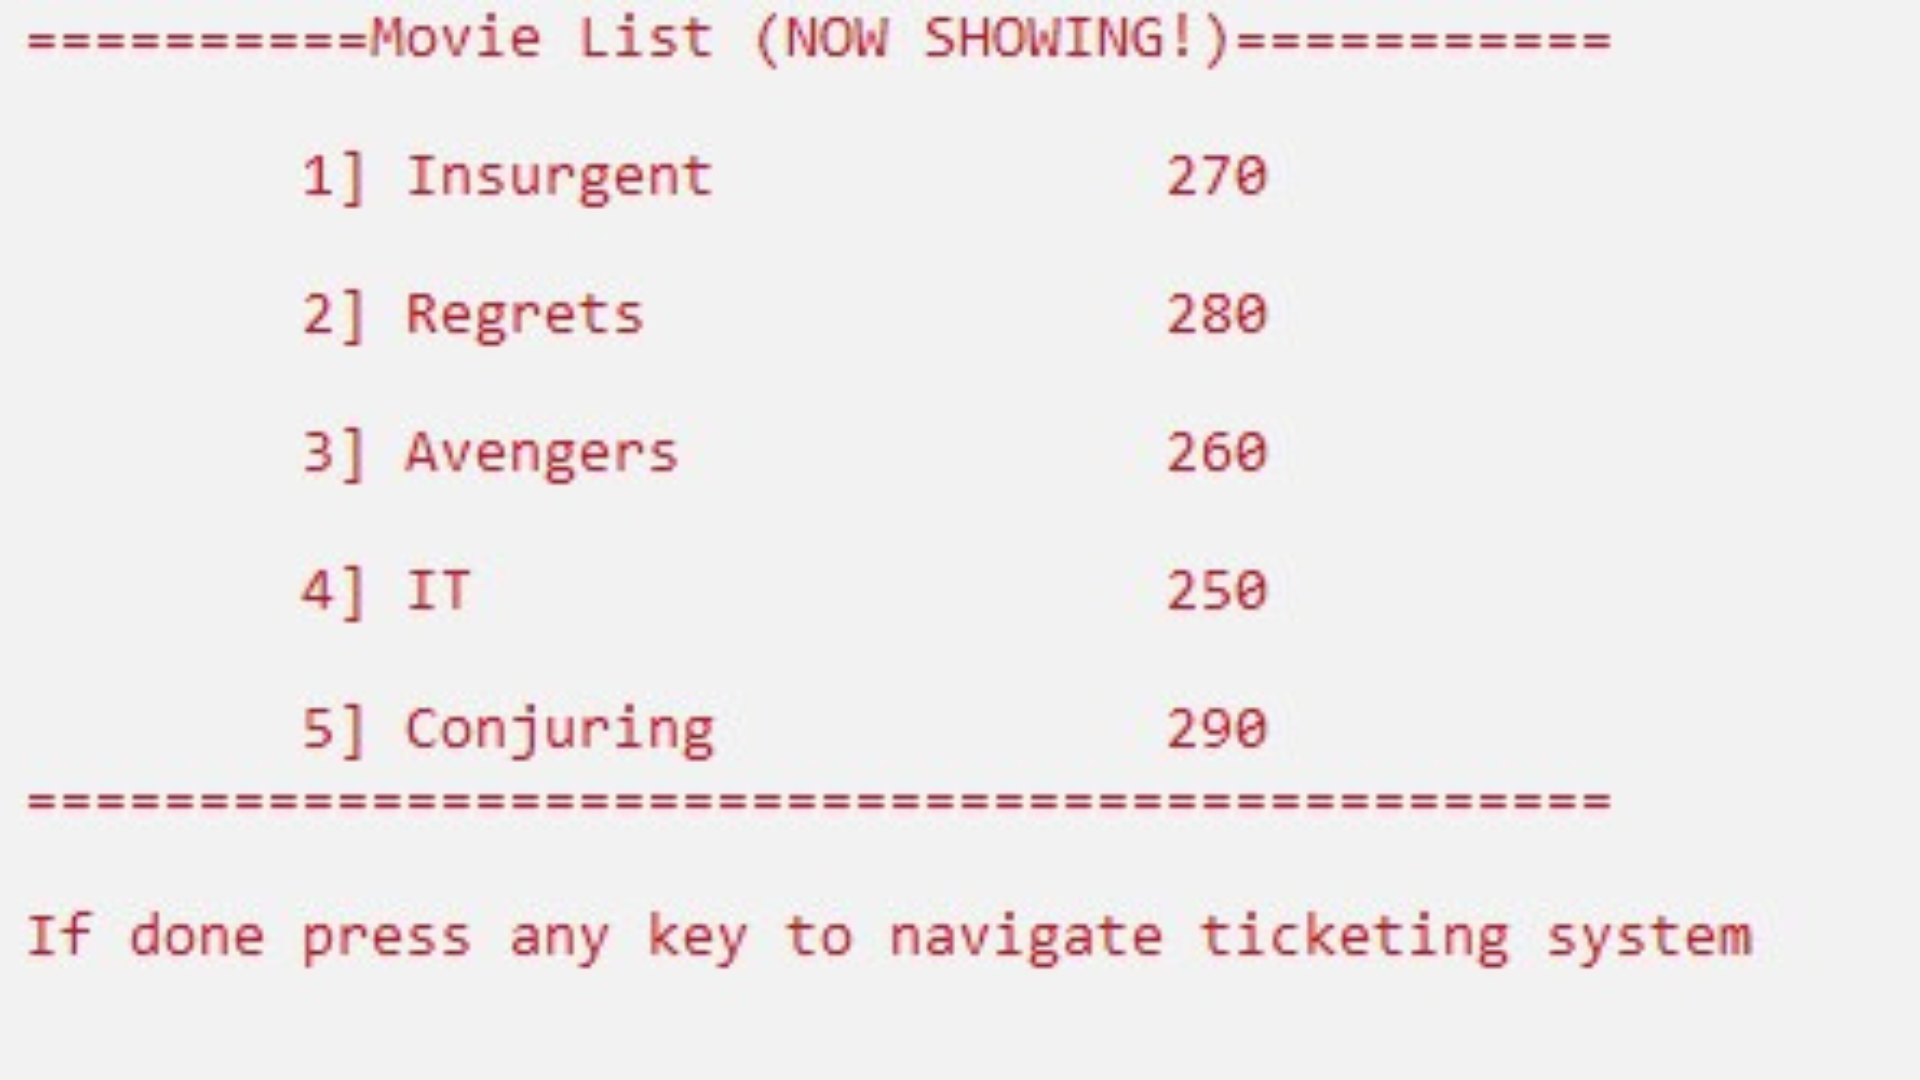 ==========Movie List (NOW SHOWING!)===========
1] Insurgent 270
2] Regrets 280
3] Avengers 260
4] IT 250
5] Conjuring 290
==============================================
If done press any key to navigate ticketing system